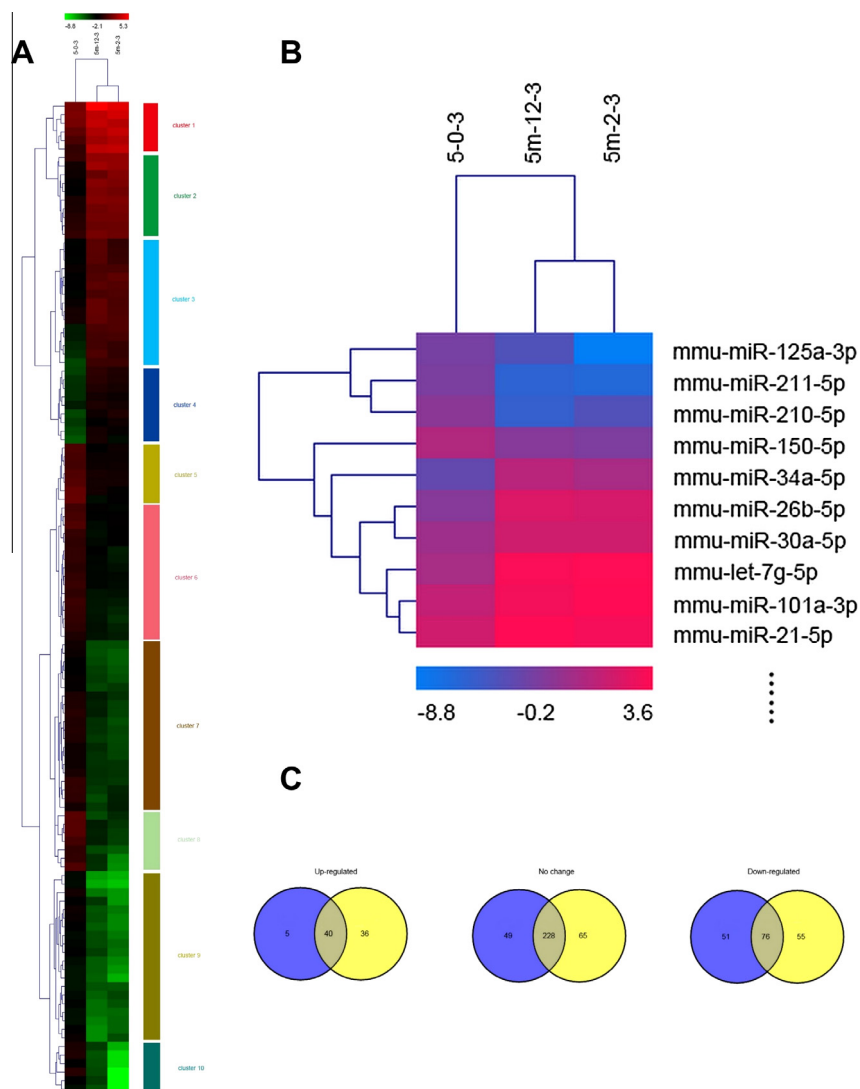 A
-8.6 -2.1 5.3
5-0-3 5m-12-3 5m-2-3
cluster 1
cluster 2
cluster 3
cluster 4
cluster 5
cluster 6
cluster 7
cluster 9
cluster 10
B
5-0-3 5m-12-3 5m-2-3
mmu-miR-125a-3p
mmu-miR-211-5p
mmu-miR-210-5p
mmu-miR-150-5p
mmu-miR-34a-5p
mmu-miR-26b-5p
mmu-miR-30a-5p
mmu-let-7g-5p
mmu-miR-101a-3p
mmu-miR-21-5p
-8.8 -0.2 3.6
C
Up-regulated
5 40 36
No change
49 228 65
Down-regulated
51 76 55